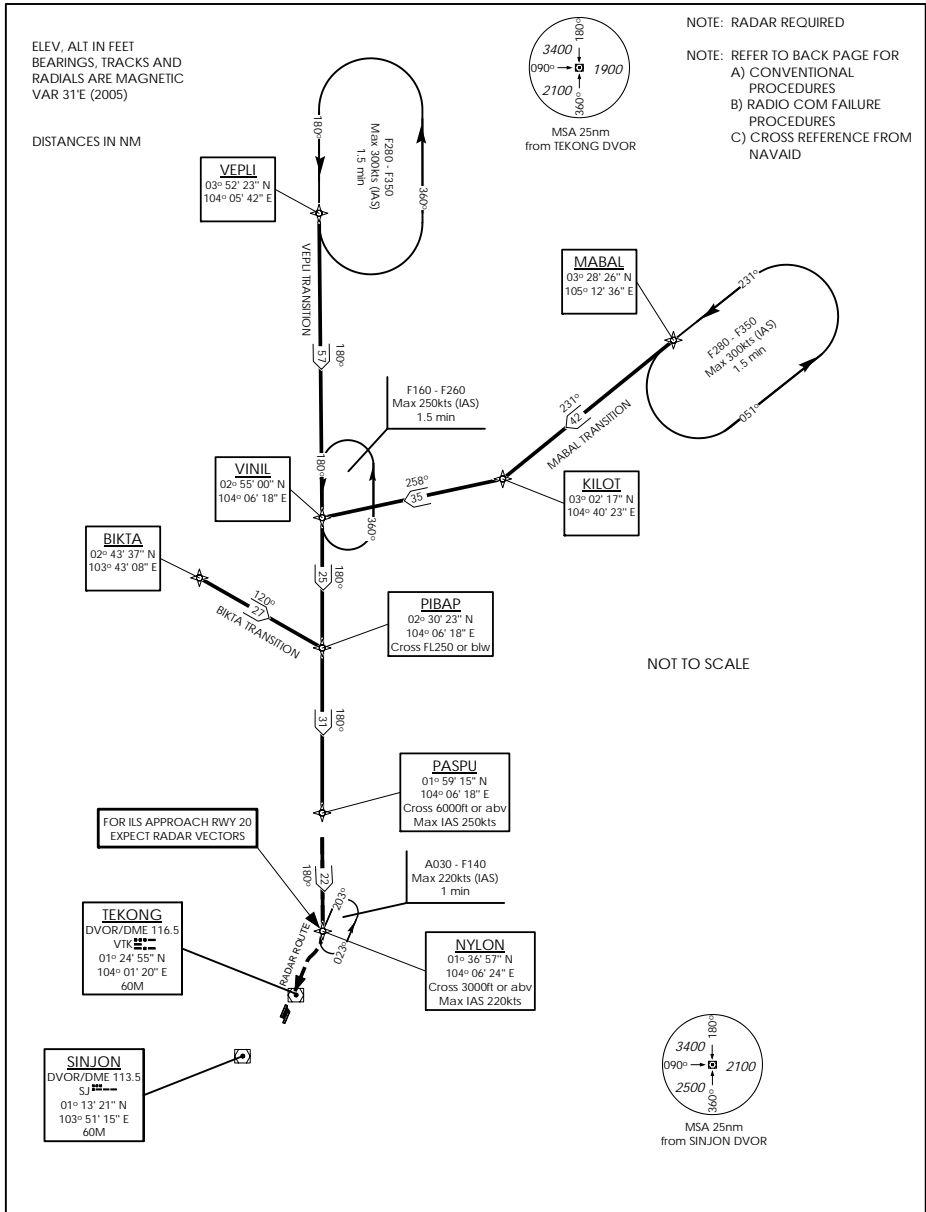 ELEV, ALT IN FEET
BEARINGS, TRACKS AND
RADIALS ARE MAGNETIC
VAR 31'E (2005)
DISTANCES IN NM
180°
3400
090°
1900
2100
360°
MSA 25nm
from TEKONG DVOR
NOTE: RADAR REQUIRED
NOTE: REFER TO BACK PAGE FOR
A) CONVENTIONAL
PROCEDURES
B) RADIO COM FAILURE
PROCEDURES
C) CROSS REFERENCE FROM
NAVAID
180°
F280 - F350
Max 300kts (IAS)
1.5 min
360°
VEPLI
03° 52' 23" N
104° 05' 42" E
VEPLI TRANSITION
57
180°
MABAL
03° 28' 26" N
105° 12' 36" E
231°
F280 - F350
Max 300kts (IAS)
1.5 min
051°
231°
42
MABAL TRANSITION
F160 - F260
Max 250kts (IAS)
1.5 min
180°
360°
VINIL
02° 55' 00" N
104° 06' 18" E
258°
35
KILOT
03° 02' 17" N
104° 40' 23" E
BIKTA
02° 43' 37" N
103° 43' 08" E
120°
27
BIKTA TRANSITION
25
180°
PIBAP
02° 30' 23" N
104° 06' 18" E
Cross FL250 or blw
NOT TO SCALE
31
180°
PASPU
01° 59' 15" N
104° 06' 18" E
Cross 6000ft or abv
Max IAS 250kts
FOR ILS APPROACH RWY 20
EXPECT RADAR VECTORS
180°
22
A030 - F140
Max 220kts (IAS)
1 min
203°
023°
RADAR ROUTE
TEKONG
DVOR/DME 116.5
VTK
01° 24' 55" N
104° 01' 20" E
60M
NYLON
01° 36' 57" N
104° 06' 24" E
Cross 3000ft or abv
Max IAS 220kts
SINJON
DVOR/DME 113.5
SJ
01° 13' 21" N
103° 51' 15" E
60M
180°
3400
090°
2100
2500
360°
MSA 25nm
from SINJON DVOR